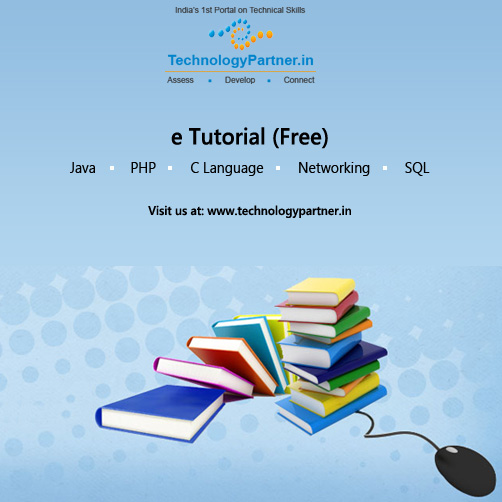 India's 1st Portal on Technical Skills
TechnologyPartner.in
Assess • Develop • Connect
e Tutorial (Free)
Java ▪ PHP ▪ C Language ▪ Networking ▪ SQL
Visit us at: www.technologypartner.in